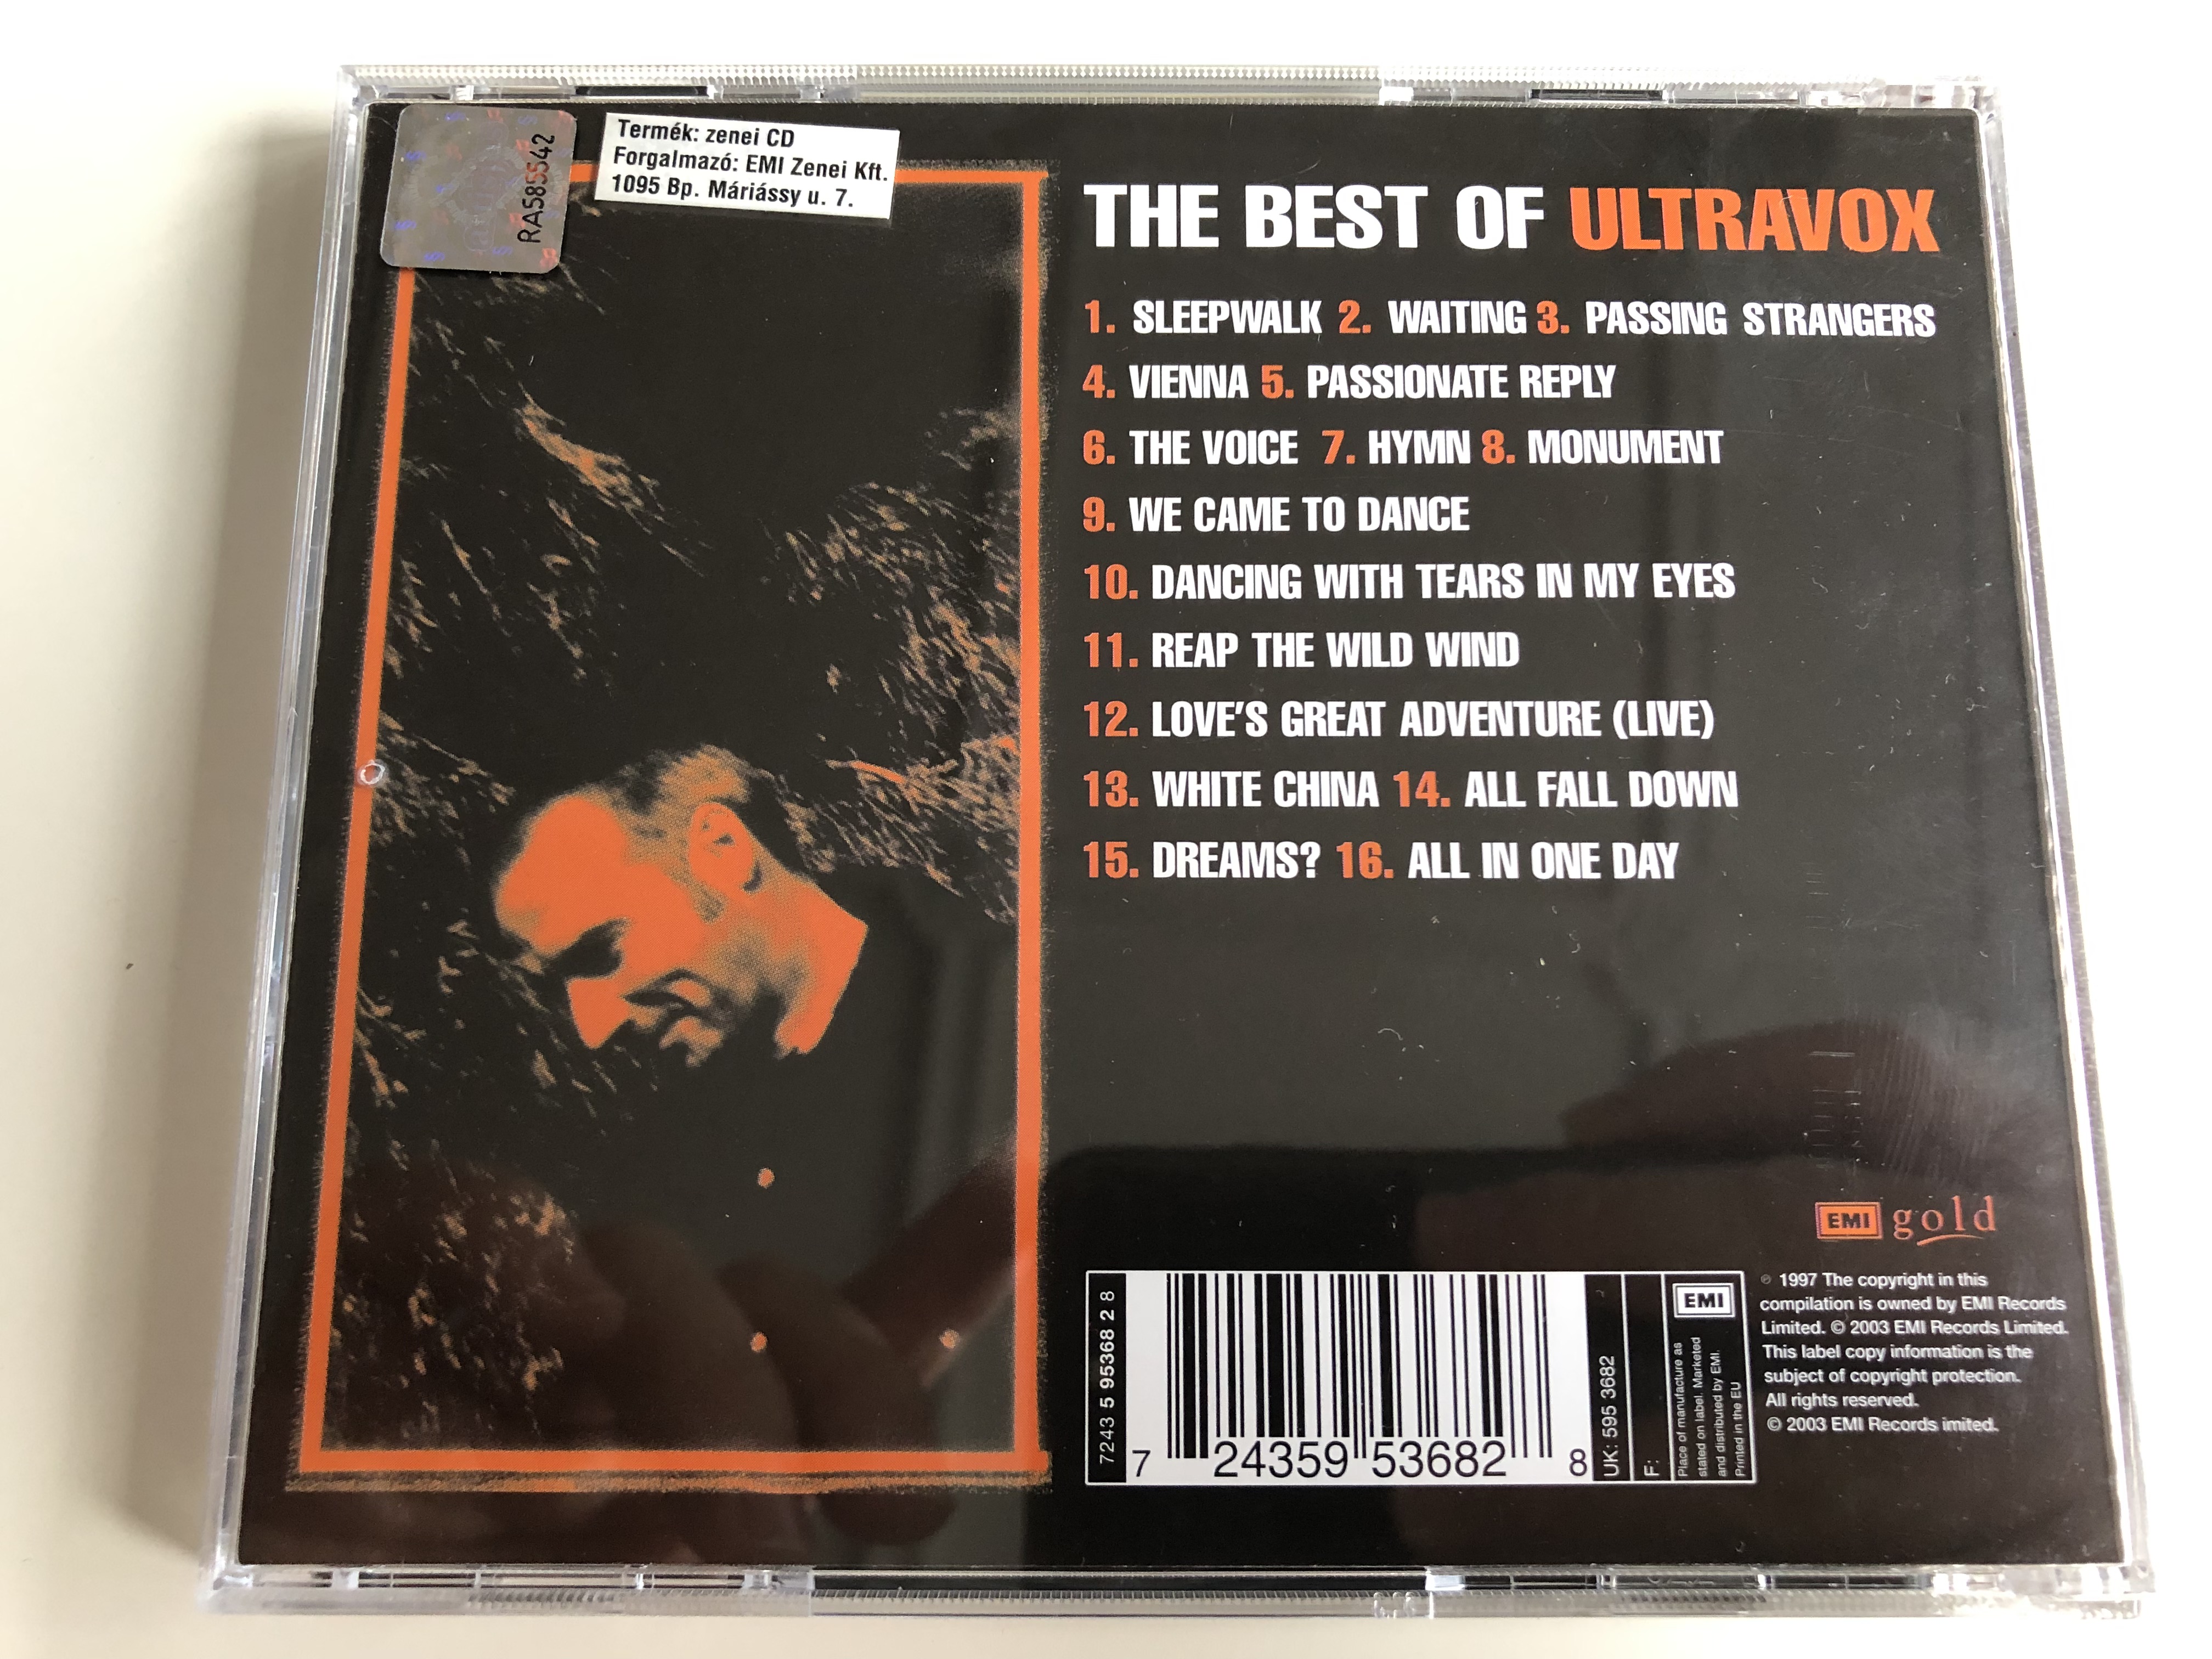 RA585542
Termék: zenei CD
Forgalmazó: EMI Zenei Kft.
1095 Bp. Máriássy u. 7.
THE BEST OF ULTRAVOX
1. SLEEPWALK 2. WAITING 3. PASSING STRANGERS
4. VIENNA 5. PASSIONATE REPLY
6. THE VOICE 7. HYMN 8. MONUMENT
9. WE CAME TO DANCE
10. DANCING WITH TEARS IN MY EYES
11. REAP THE WILD WIND
12. LOVE'S GREAT ADVENTURE (LIVE)
13. WHITE CHINA 14. ALL FALL DOWN
15. DREAMS? 16. ALL IN ONE DAY
EMI gold
7243 5 95368 2 8
7 24359 53682 8
UK: 595 3682
F:
EMI
Place of manufacture as
stated on label. Marketed
and distributed by EMI.
Printed in the EU
℗ 1997 The copyright in this
compilation is owned by EMI Records
Limited. © 2003 EMI Records Limited.
This label copy information is the
subject of copyright protection.
All rights reserved.
© 2003 EMI Records imited.